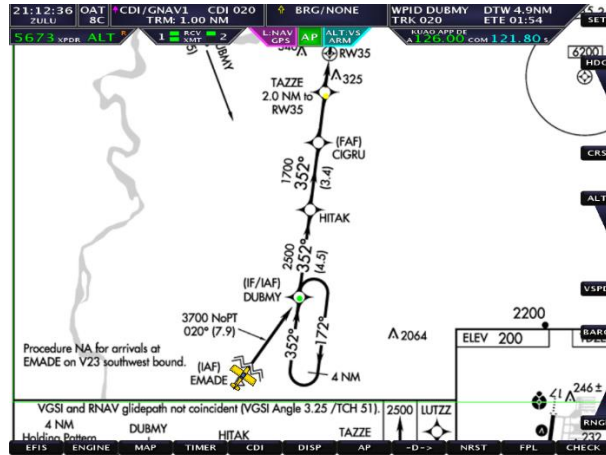 21:12:36 OAT CDI/GNAV1 CDI 020 BRG/NONE WPID DUBMY DTW 4.9NM
ZULU 8C TRM: 1.00 NM TRK 020 ETE 01:54
SET
5673 XPDR ALT R 1 RCV XMT 2 L:NAV GPS AP ALT:VS ARM KUAO APP DE A 126.00 COM 121.80 S
6200
RW35
DUBMY
325
TAZZE
2.0 NM to
RW35
HDG
(FAF)
CIGRU
1700
352°
(3.4)
CRS
HITAK
ALT
2500
352°
(4.5)
(IF/IAF)
DUBMY
VSPD
3700 NoPT
020° (7.9)
352°
172°
2200
2064
ELEV 200
BARO
Procedure NA for arrivals at
EMADE on V23 southwest bound.
(IAF)
EMADE
4 NM
246±
VGSI and RNAV glidepath not coincident (VGSI Angle 3.25 /TCH 51).
2500 LUTZZ
4 NM
Holding Pattern
DUBMY HITAK TAZZE
RNG
232
EFIS ENGINE MAP TIMER CDI DISP AP -D-> NRST FPL CHECK